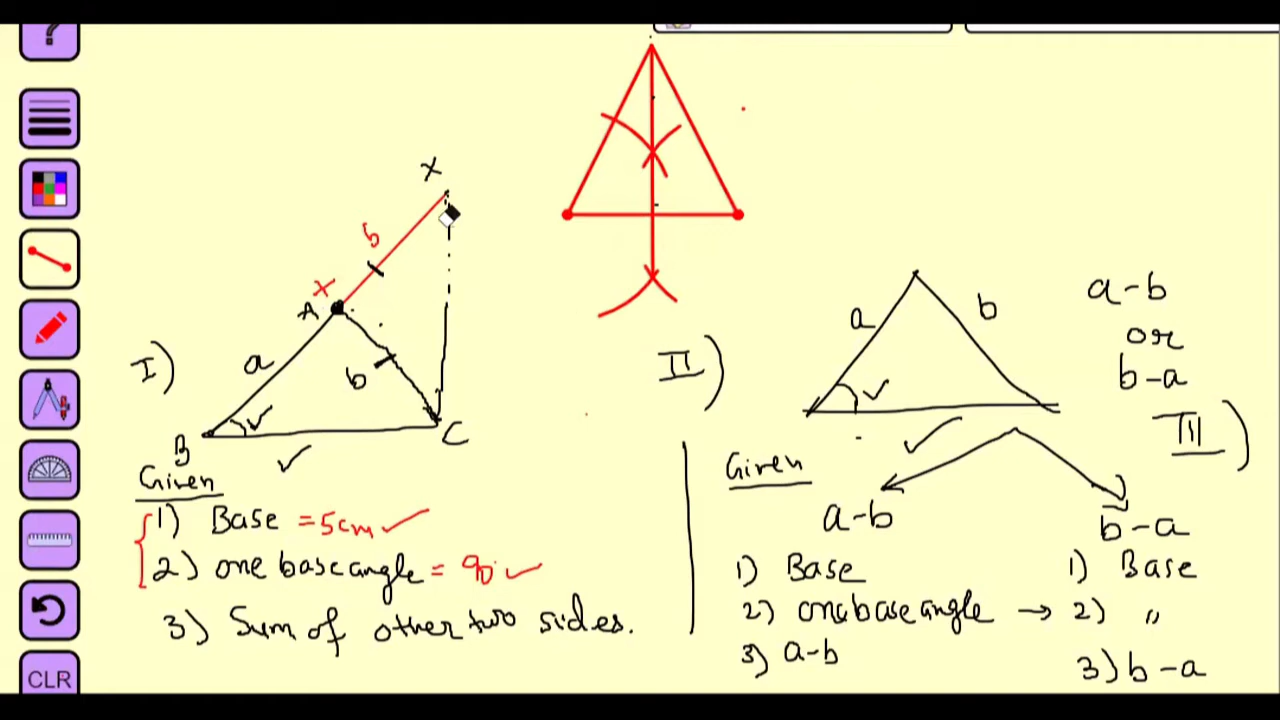 ?
X
b
X
A
a
b
I)
B
C
Given
1) Base = 5cm
2) one base angle = 90°
3) Sum of other two sides.
II)
a
b
a-b
or
b-a
III)
Given
a-b
b-a
1) Base
2) one base angle →
3) a-b
1) Base
2) "
3) b-a
CLR